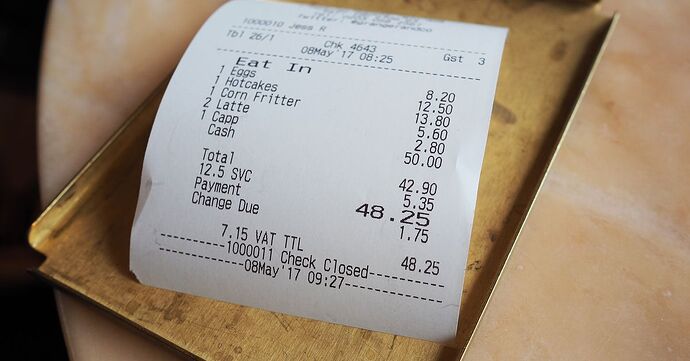 Twitter @grangerandco
1000010 Jess R
Tbl 26/1 Chk 4643 Gst 3
08May'17 08:25
Eat In
1 Eggs 8.20
1 Hotcakes 12.50
1 Corn Fritter 13.80
2 Latte 5.60
1 Capp 2.80
Cash 50.00
Total 42.90
12.5 SVC 5.35
Payment 48.25
Change Due 1.75
7.15 VAT TTL 48.25
----------1000011 Check Closed----------
----------08May'17 09:27----------